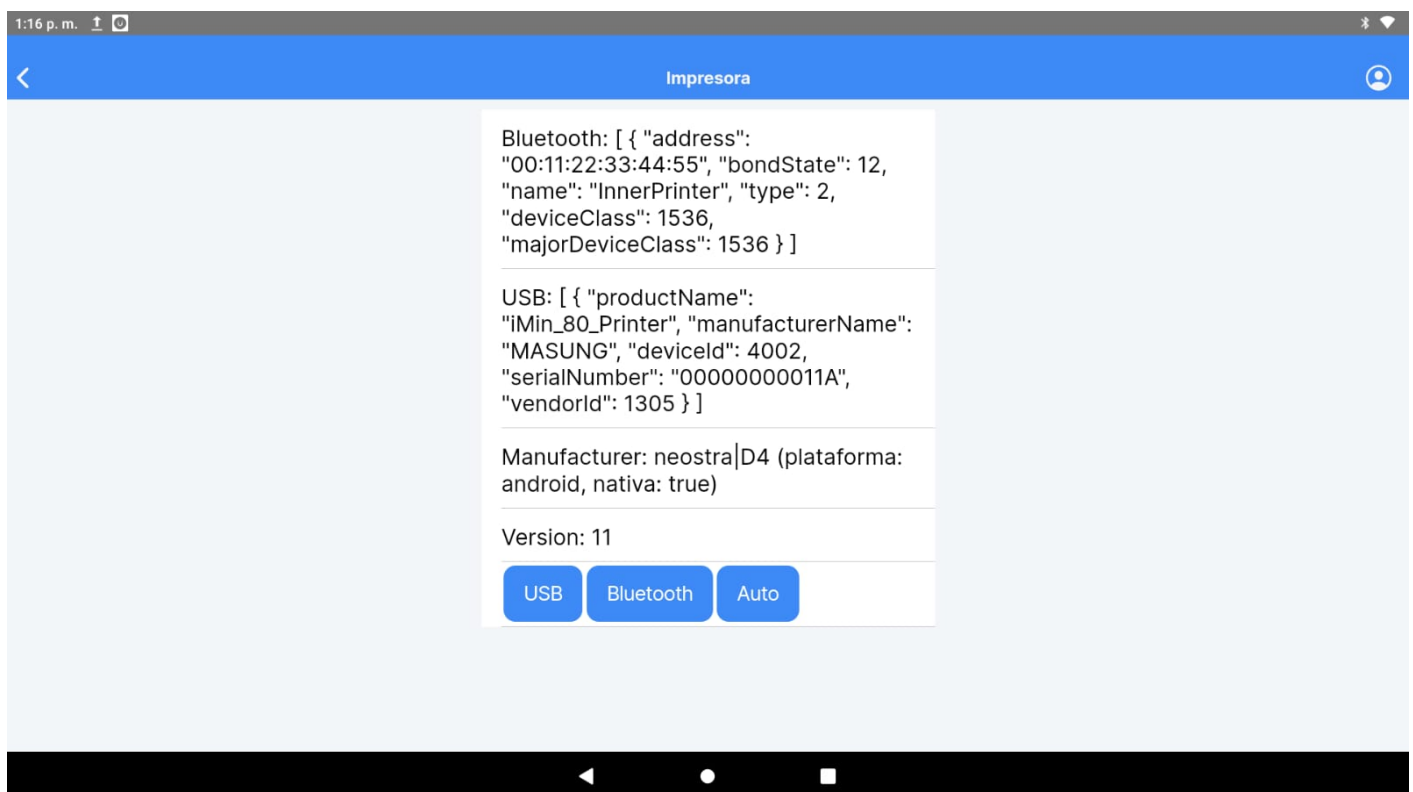 1:16 p. m.
Impresora
Bluetooth: [ { "address":
"00:11:22:33:44:55", "bondState": 12,
"name": "InnerPrinter", "type": 2,
"deviceClass": 1536,
"majorDeviceClass": 1536 } ]
USB: [ { "productName":
"iMin_80_Printer", "manufacturerName":
"MASUNG", "deviceId": 4002,
"serialNumber": "00000000011A",
"vendorId": 1305 } ]
Manufacturer: neostra|D4 (plataforma:
android, nativa: true)
Version: 11
USB Bluetooth Auto